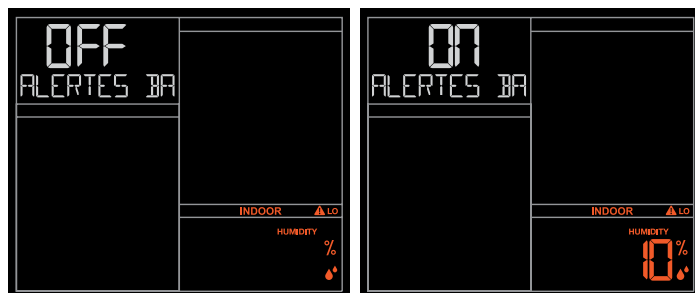 OFF
ALERTES BA
INDOOR LO
HUMIDITY
%
ON
ALERTES BA
INDOOR LO
HUMIDITY
10%